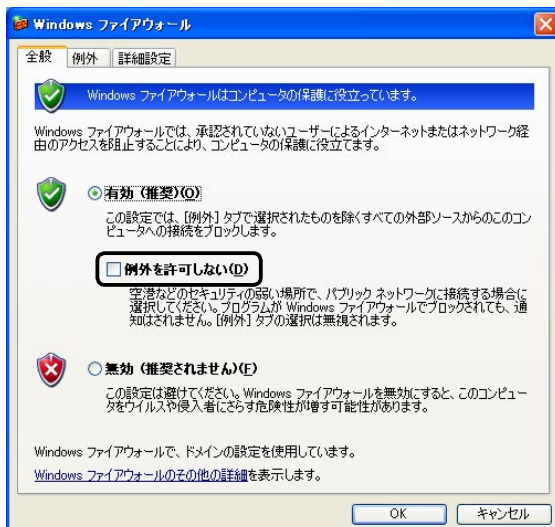 Windows ファイアウォール
全般 例外 詳細設定
Windows ファイアウォールはコンピュータの保護に役立っています。
Windows ファイアウォールでは、承認されていないユーザーによるインターネットまたはネットワーク経
由のアクセスを阻止することにより、コンピュータの保護に役立てます。
有効 (推奨)(O)
この設定では、[例外] タブで選択されたものを除くすべての外部ソースからのこのコン
ピュータへの接続をブロックします。
例外を許可しない(D)
空港などのセキュリティの弱い場所で、パブリック ネットワークに接続する場合に
選択してください。プログラムが Windows ファイアウォールでブロックされても、通
知はされません。[例外] タブの選択は無視されます。
無効 (推奨されません)(F)
この設定は避けてください。Windows ファイアウォールを無効にすると、このコンピュー
タをウイルスや侵入者にさらす危険性が増す可能性があります。
Windows ファイアウォールで、ドメインの設定を使用しています。
Windows ファイアウォールのその他の詳細を表示します。
OK キャンセル